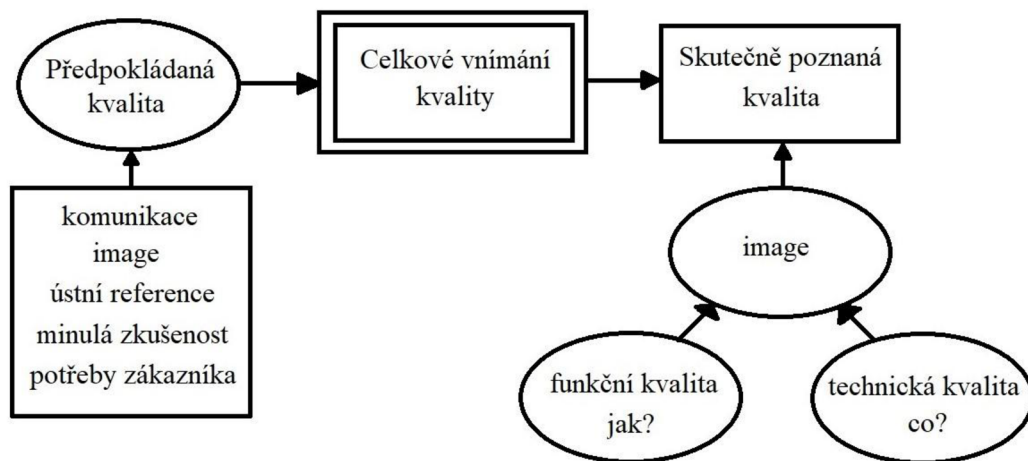 Předpokládaná
kvalita
Celkové vnímání
kvality
Skutečně poznaná
kvalita
komunikace
image
ústní reference
minulá zkušenost
potřeby zákazníka
image
funkční kvalita
jak?
technická kvalita
co?